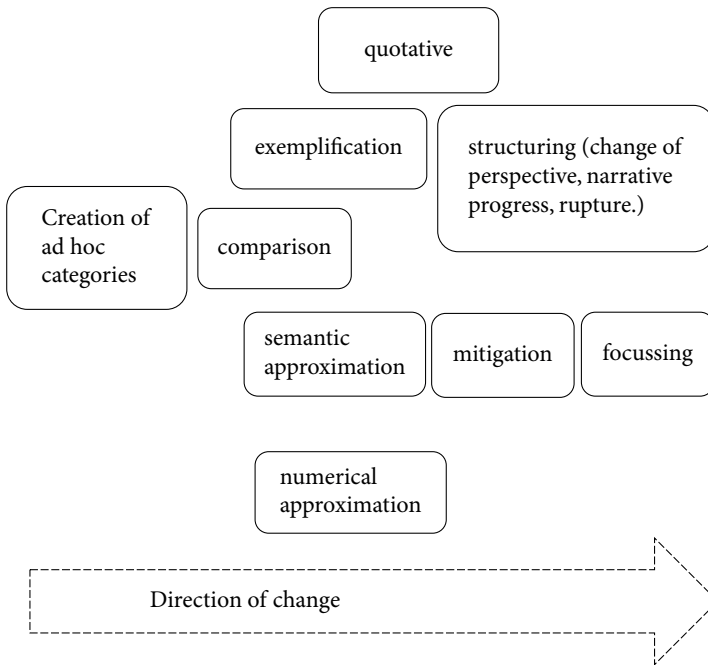 quotative
exemplification
structuring (change of
perspective, narrative
progress, rupture.)
Creation of
ad hoc
categories
comparison
semantic
approximation
mitigation
focussing
numerical
approximation
Direction of change